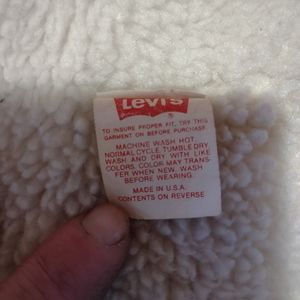 Levi's
®
TO INSURE PROPER FIT, TRY THIS
GARMENT ON BEFORE PURCHASE
MACHINE WASH HOT
NORMAL CYCLE, TUMBLE DRY
WASH AND DRY WITH LIKE
COLORS. COLOR MAY TRANS
FER WHEN NEW. WASH
BEFORE WEARING.
MADE IN U.S.A.
CONTENTS ON REVERSE